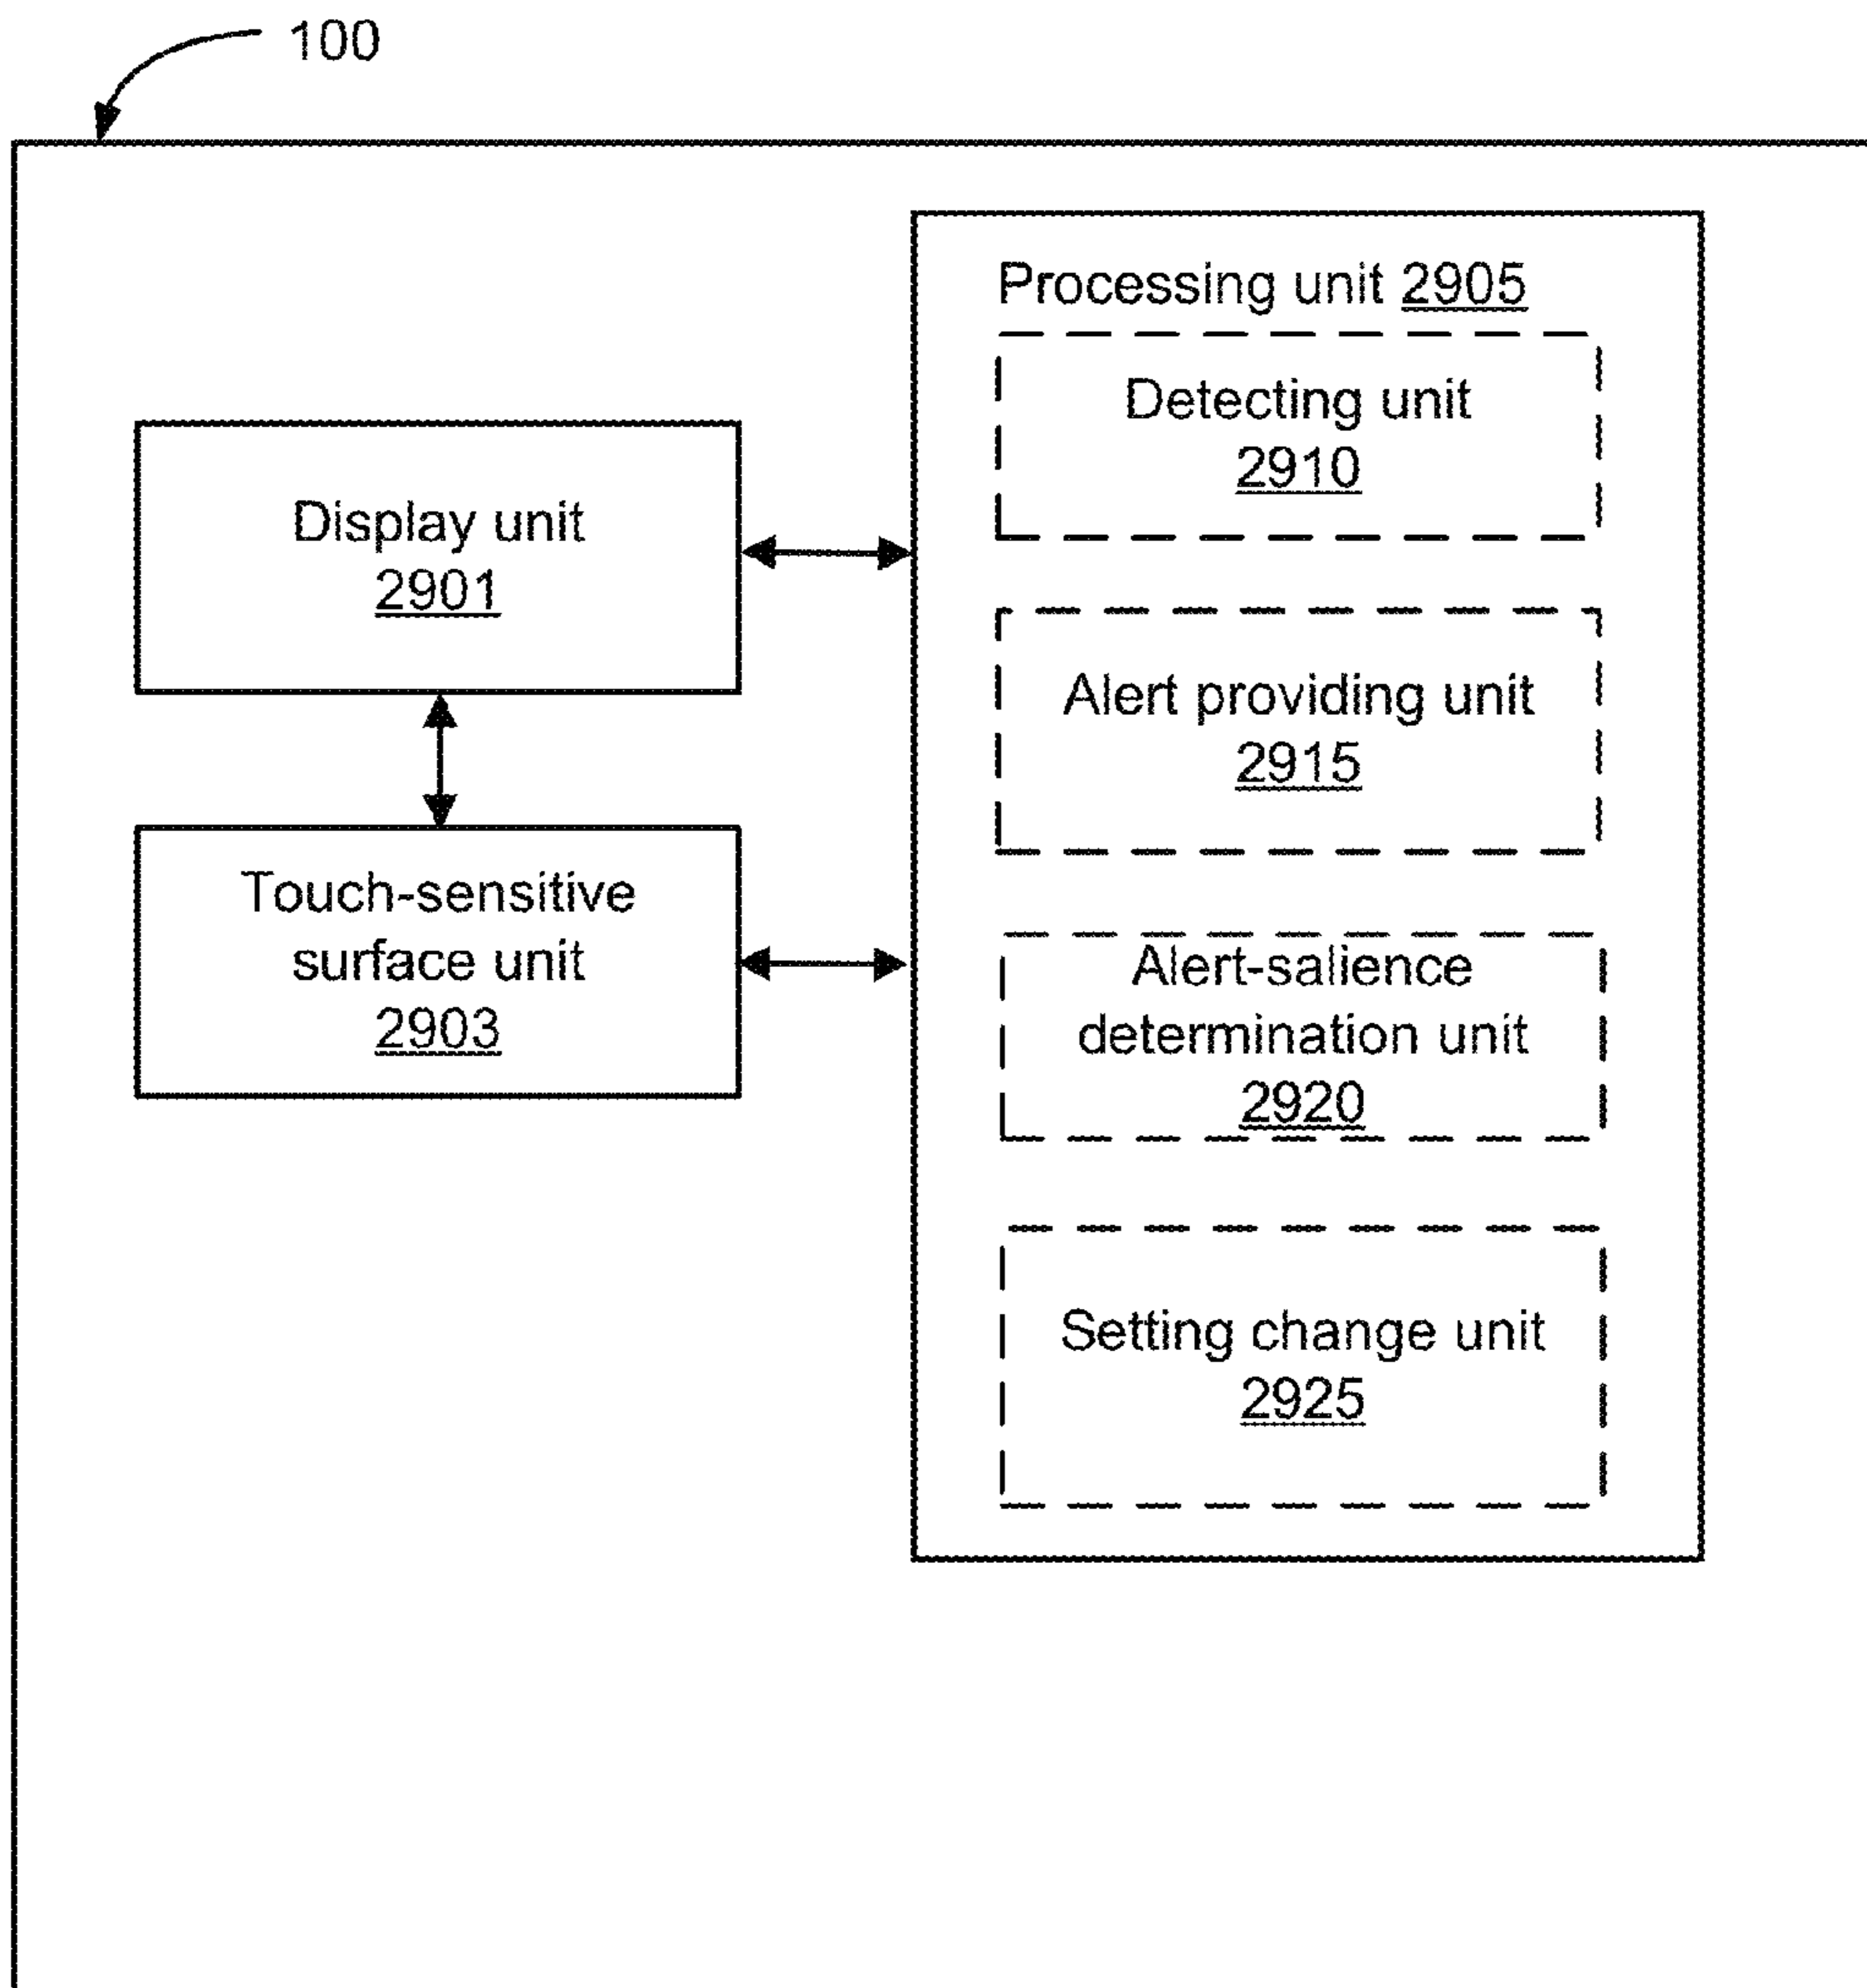 100
Processing unit 2905
Detecting unit
2910
Display unit
2901
Alert providing unit
2915
Touch-sensitive
surface unit
2903
Alert-salience
determination unit
2920
Setting change unit
2925